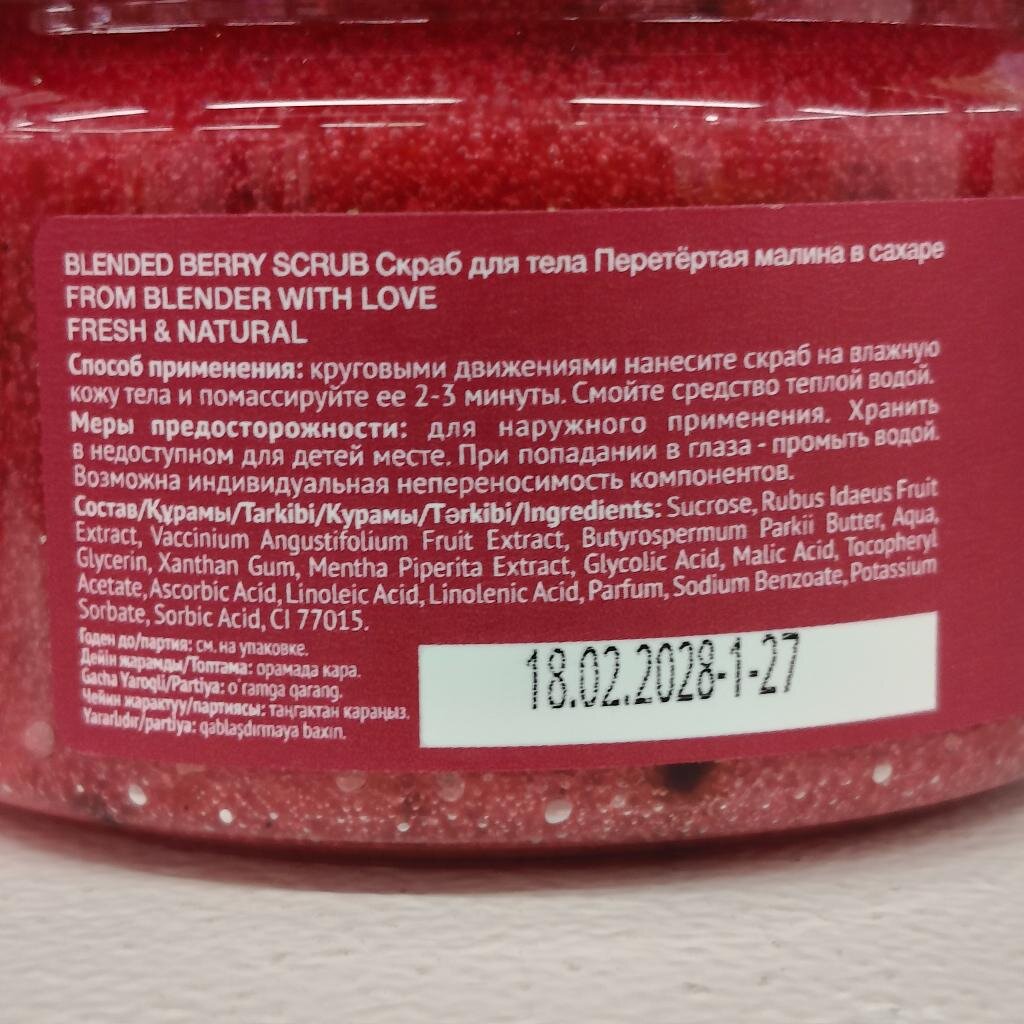 BLENDED BERRY SCRUB Скраб для тела Перетёртая малина в сахаре
FROM BLENDER WITH LOVE
FRESH & NATURAL
Способ применения: круговыми движениями нанесите скраб на влажную
кожу тела и помассируйте ее 2-3 минуты. Смойте средство теплой водой.
Меры предосторожности: для наружного применения. Хранить
в недоступном для детей месте. При попадании в глаза - промыть водой.
Возможна индивидуальная непереносимость компонентов.
Состав/Құрамы/Tarkibi/Курамы/Tərkibi/Ingredients: Sucrose, Rubus Idaeus Fruit
Extract, Vaccinium Angustifolium Fruit Extract, Butyrospermum Parkii Butter, Aqua,
Glycerin, Xanthan Gum, Mentha Piperita Extract, Glycolic Acid, Malic Acid, Tocopheryl
Acetate, Ascorbic Acid, Linoleic Acid, Linolenic Acid, Parfum, Sodium Benzoate, Potassium
Sorbate, Sorbic Acid, CI 77015.
Годен до/партия: см. на упаковке.
Дейін жарамды/Топтама: орамада қара.
Gacha Yaroqli/Partiya: o'ramga qarang.
Чейин жарактуу/партиясы: таңгактан караңыз.
Yararlıdır/partiya: qablaşdırmaya baxın.
18.02.2028-1-27